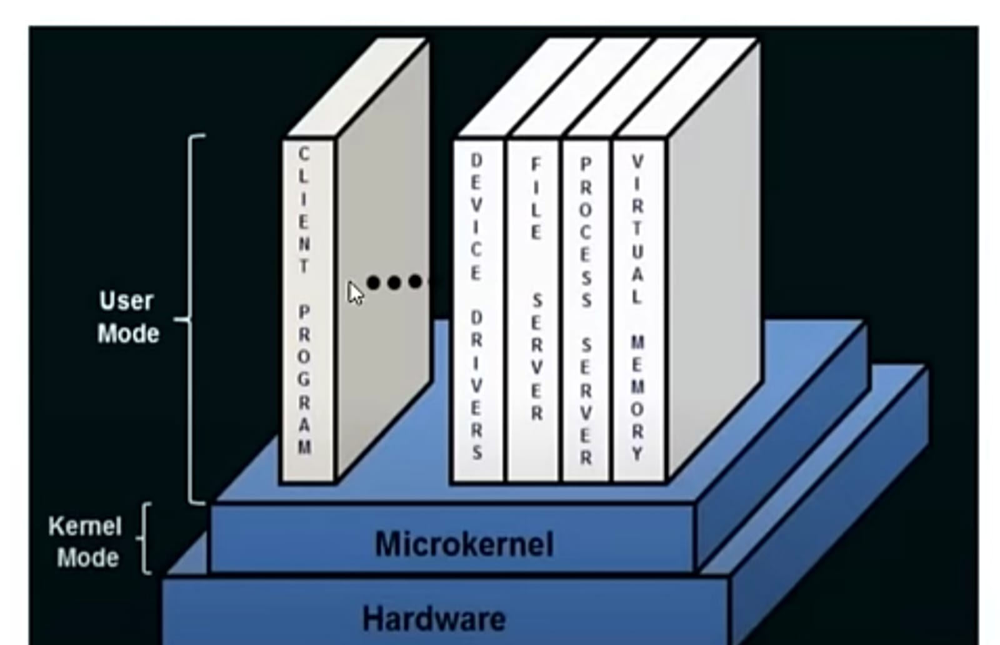 CLIENT PROGRAM
DEVICE DRIVERS
FILE SERVER
PROCESS SERVER
VIRTUAL MEMORY
User
Mode
Kernel
Mode
Microkernel
Hardware